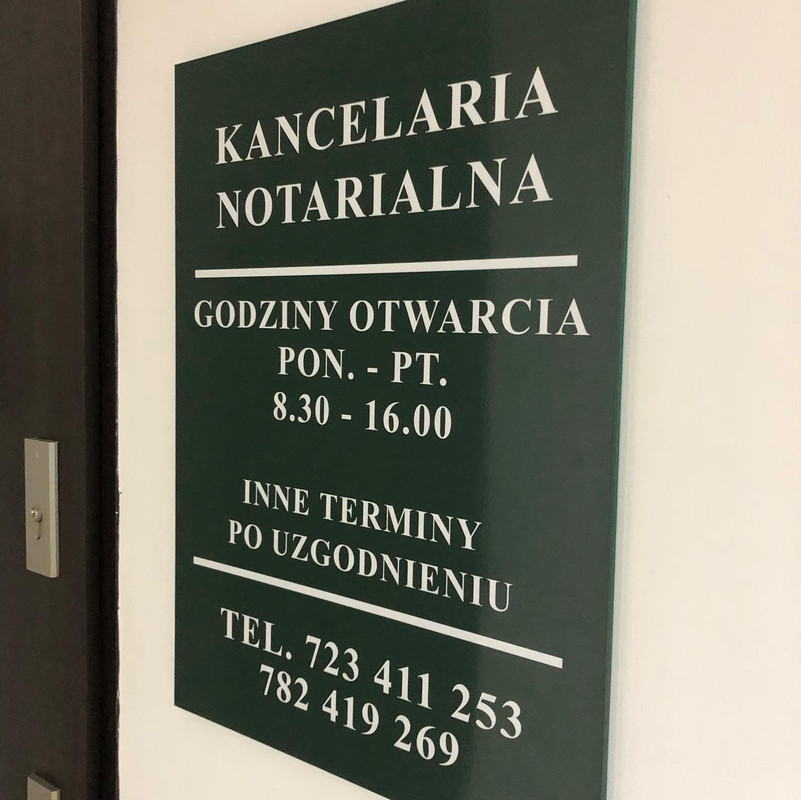 KANCELARIA
NOTARIALNA
GODZINY OTWARCIA
PON. - PT.
8.30 - 16.00
INNE TERMINY
PO UZGODNIENIU
TEL. 723 411 253
782 419 269